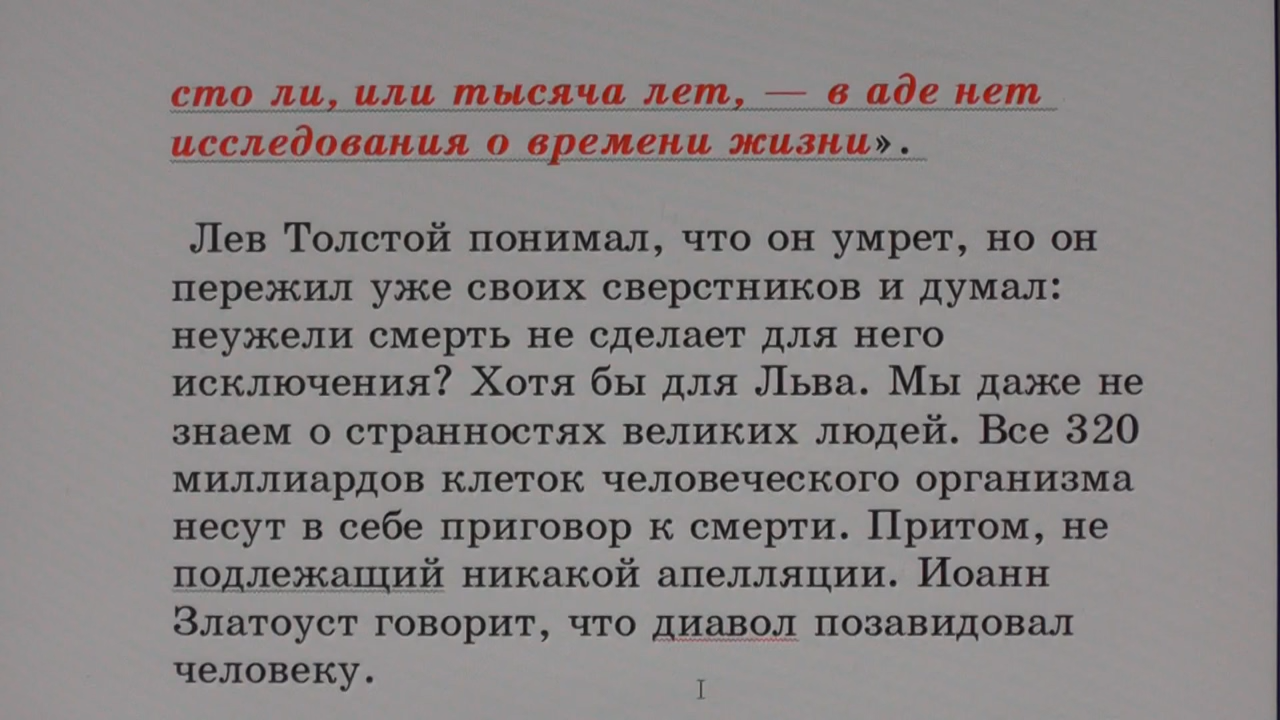 сто ли, или тысяча лет, — в аде нет
исследования о времени жизни».
Лев Толстой понимал, что он умрет, но он
пережил уже своих сверстников и думал:
неужели смерть не сделает для него
исключения? Хотя бы для Льва. Мы даже не
знаем о странностях великих людей. Все 320
миллиардов клеток человеческого организма
несут в себе приговор к смерти. Притом, не
подлежащий никакой апелляции. Иоанн
Златоуст говорит, что диавол позавидовал
человеку.